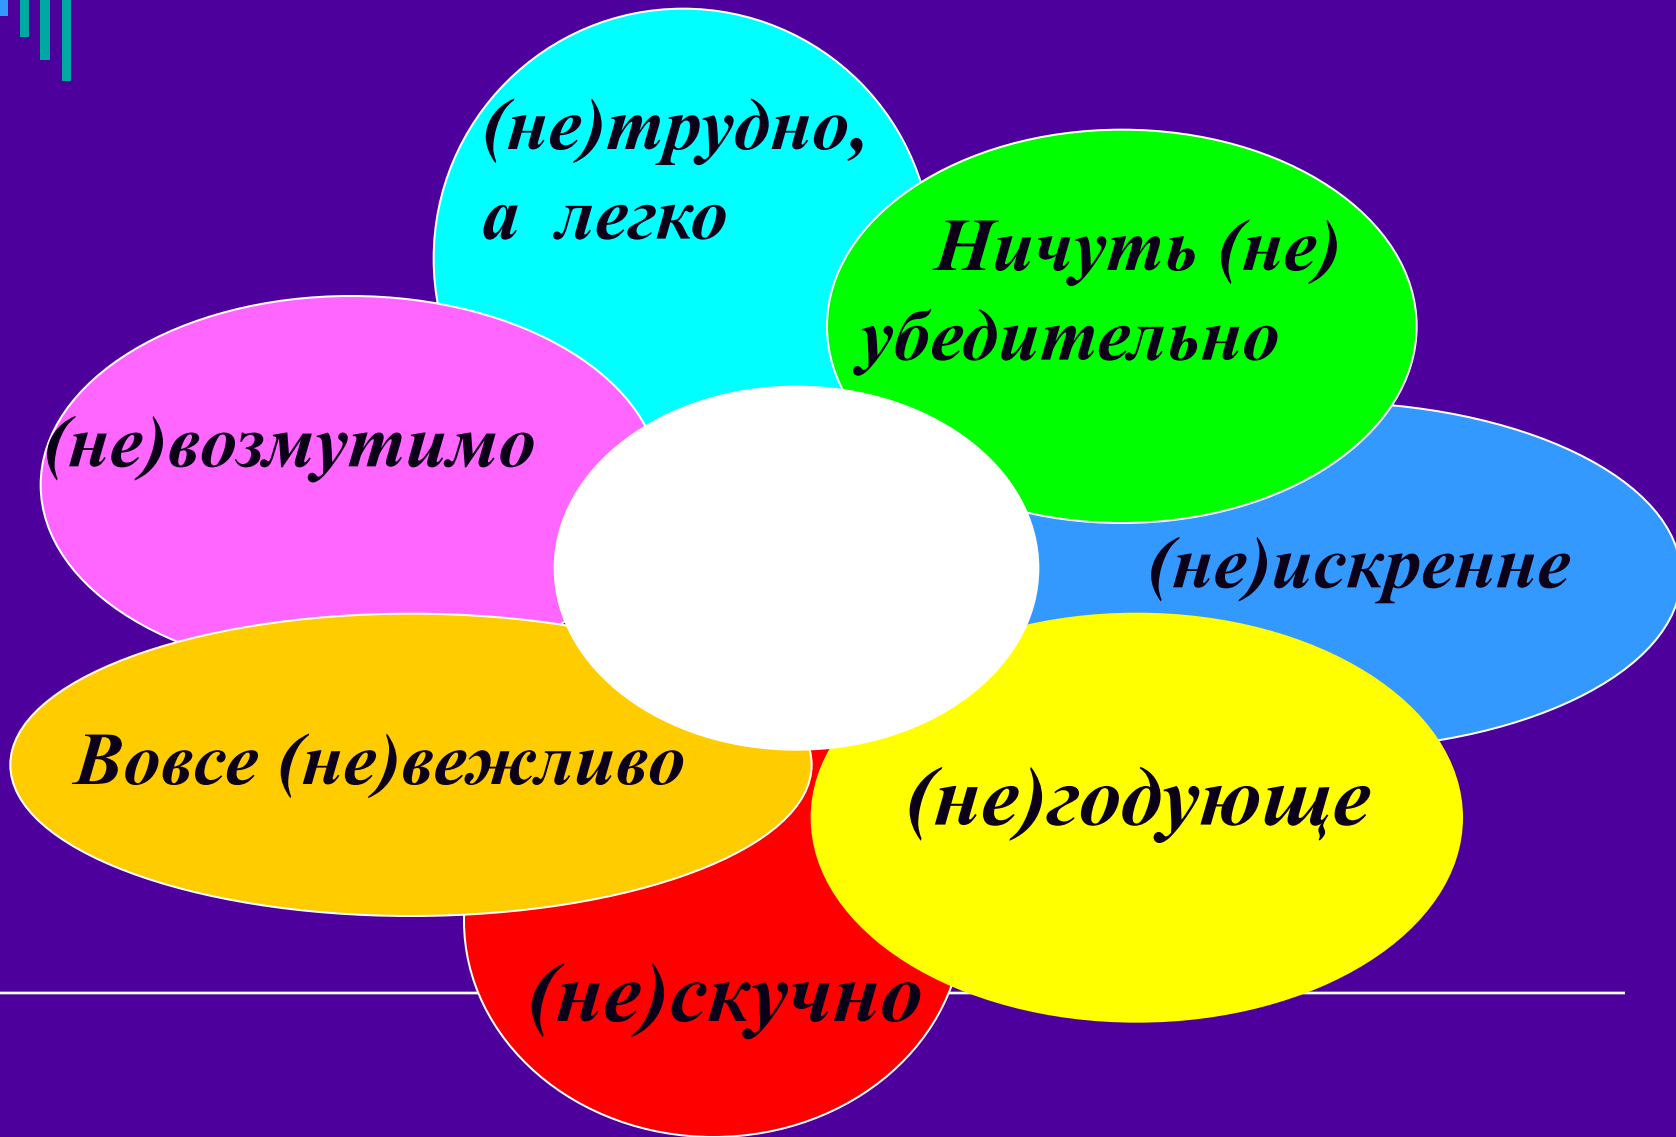 (не)трудно,
а легко
Ничуть (не)
убедительно
(не)возмутимо
(не)искренне
Вовсе (не)вежливо
(не)годующе
(не)скучно